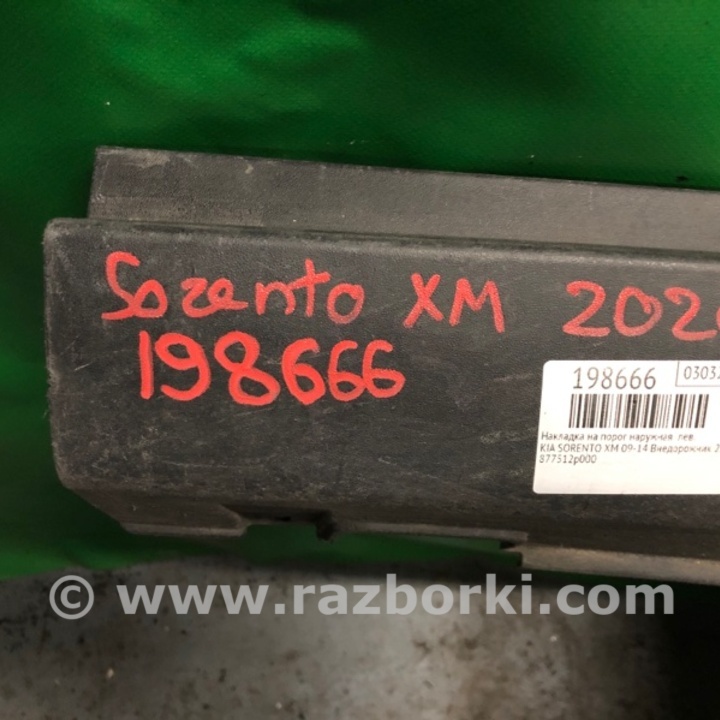 Sorento XM
198666
198666
Накладка на порог наружная лев.
KIA SORENTO XM 09-14 Внедорожник
877512p000
© www.razborki.com